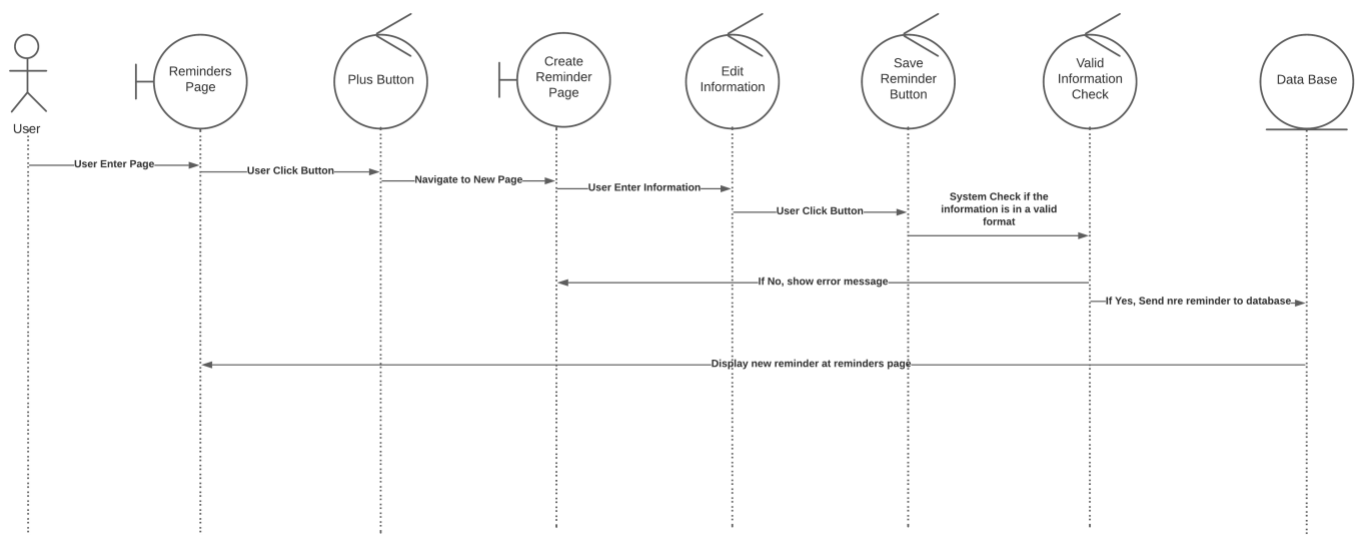 User
Reminders
Page
Plus Button
Create
Reminder
Page
Edit
Information
Save
Reminder
Button
Valid
Information
Check
Data Base
User Enter Page
User Click Button
Navigate to New Page
User Enter Information
User Click Button
System Check if the
information is in a valid
format
If No, show error message
If Yes, Send nre reminder to database
Display new reminder at reminders page